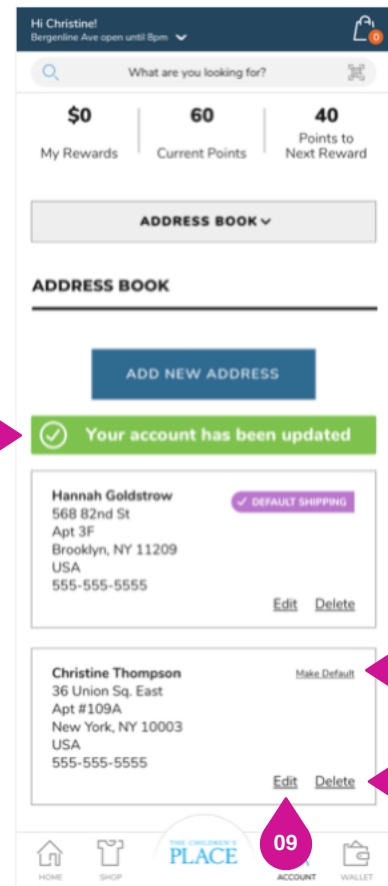 Hi Christine!
Bergenline Ave open until 8pm
0
What are you looking for?
$0
My Rewards
60
Current Points
40
Points to
Next Reward
ADDRESS BOOK
ADDRESS BOOK
ADD NEW ADDRESS
Your account has been updated
Hannah Goldstrow
DEFAULT SHIPPING
568 82nd St
Apt 3F
Brooklyn, NY 11209
USA
555-555-5555
Edit Delete
Christine Thompson
Make Default
36 Union Sq. East
Apt #109A
New York, NY 10003
USA
555-555-5555
Edit Delete
09
HOME
SHOP
THE CHILDREN'S
PLACE
ACCOUNT
WALLET